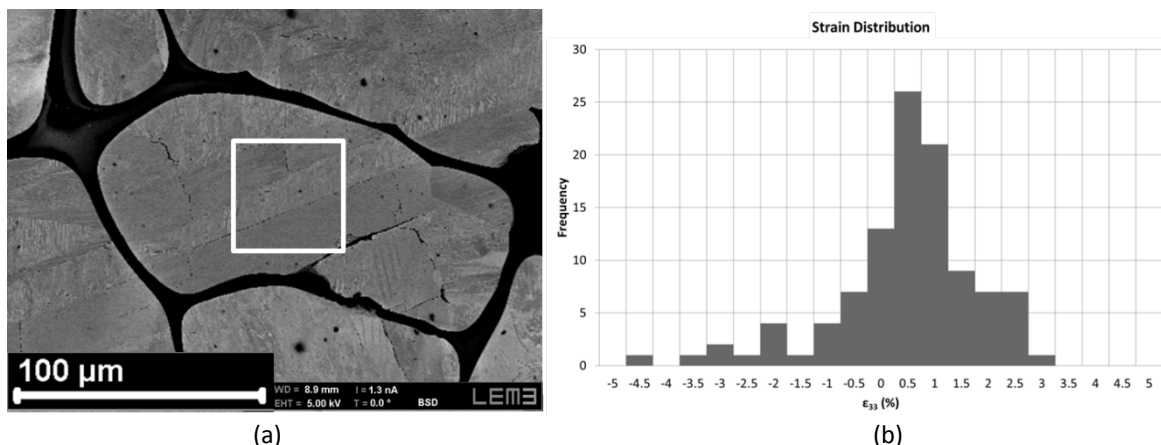 100 µm
WD = 8.9 mm I = 1.3 nA
EHT = 5.00 kV T = 0.0 ° BSD
LEM3
(a)
Strain Distribution
30
25
20
15
10
5
0
Frequency
-5 -4.5 -4 -3.5 -3 -2.5 -2 -1.5 -1 -0.5 0 0.5 1 1.5 2 2.5 3 3.5 4 4.5 5
ε33 (%)
(b)